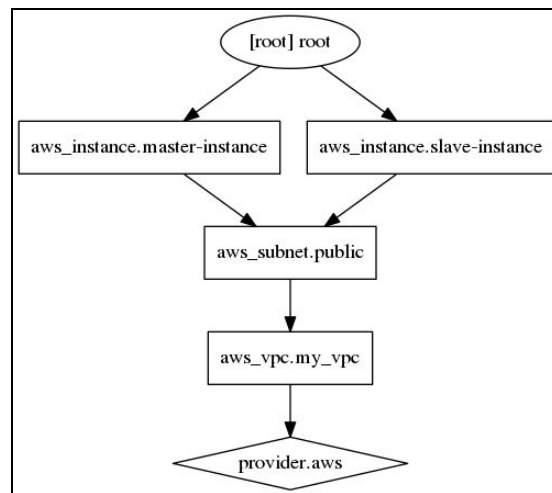 [root] root
aws_instance.master-instance
aws_instance.slave-instance
aws_subnet.public
aws_vpc.my_vpc
provider.aws